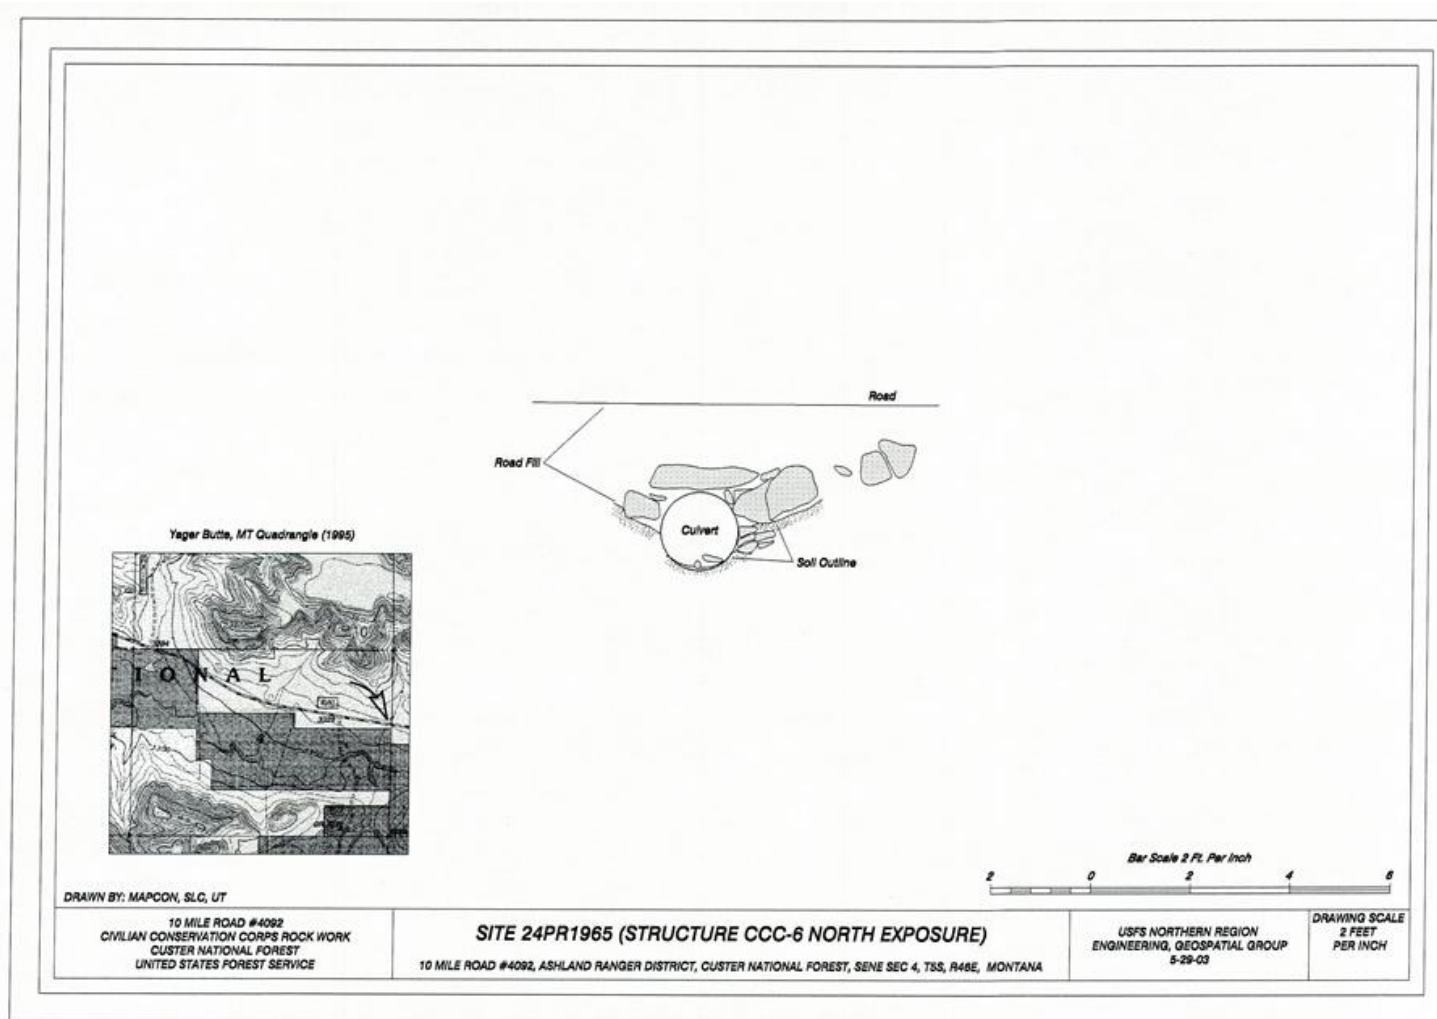 Road
Road Fill
Culvert
Soil Outline
Yager Butte, MT Quadrangle (1995)
I O N A L
Bar Scale 2 Ft. Per Inch
2 0 2 4 6
DRAWN BY: MAPCON, SLC, UT
10 MILE ROAD #4092
CIVILIAN CONSERVATION CORPS ROCK WORK
CUSTER NATIONAL FOREST
UNITED STATES FOREST SERVICE
SITE 24PR1965 (STRUCTURE CCC-6 NORTH EXPOSURE)
10 MILE ROAD #4092, ASHLAND RANGER DISTRICT, CUSTER NATIONAL FOREST, SENE SEC 4, T5S, R46E, MONTANA
USFS NORTHERN REGION
ENGINEERING, GEOSPATIAL GROUP
5-29-03
DRAWING SCALE
2 FEET
PER INCH